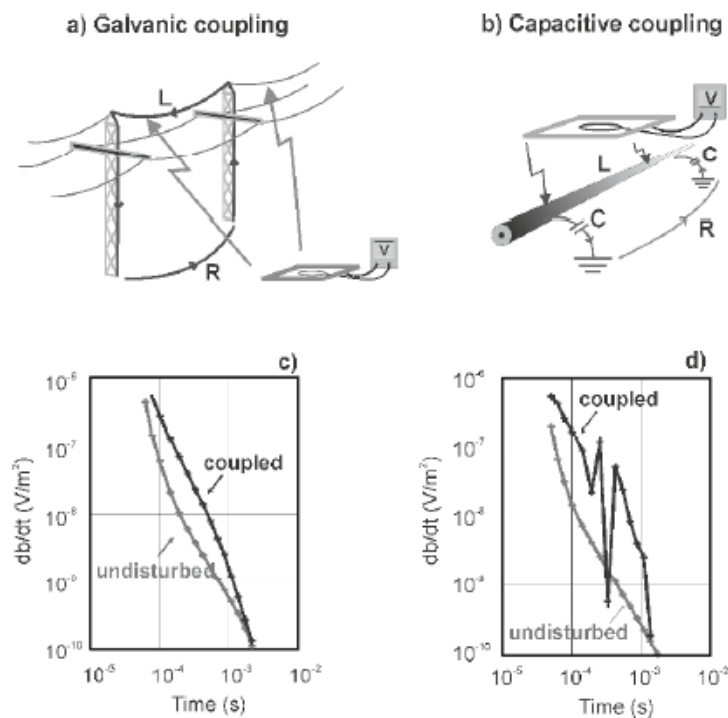 a) Galvanic coupling
b) Capacitive coupling
L
R
V
V
L
C
C
R̄
c)
10⁻⁶
10⁻⁷
10⁻⁸
10⁻⁹
10⁻¹⁰
db/dt (V/m²)
coupled
undisturbed
10⁻⁵
10⁻⁴
10⁻³
10⁻²
Time (s)
d)
10⁻⁶
10⁻⁷
10⁻⁸
10⁻⁹
10⁻¹⁰
db/dt (V/m²)
coupled
undisturbed
10⁻⁵
10⁻⁴
10⁻³
10⁻²
Time (s)